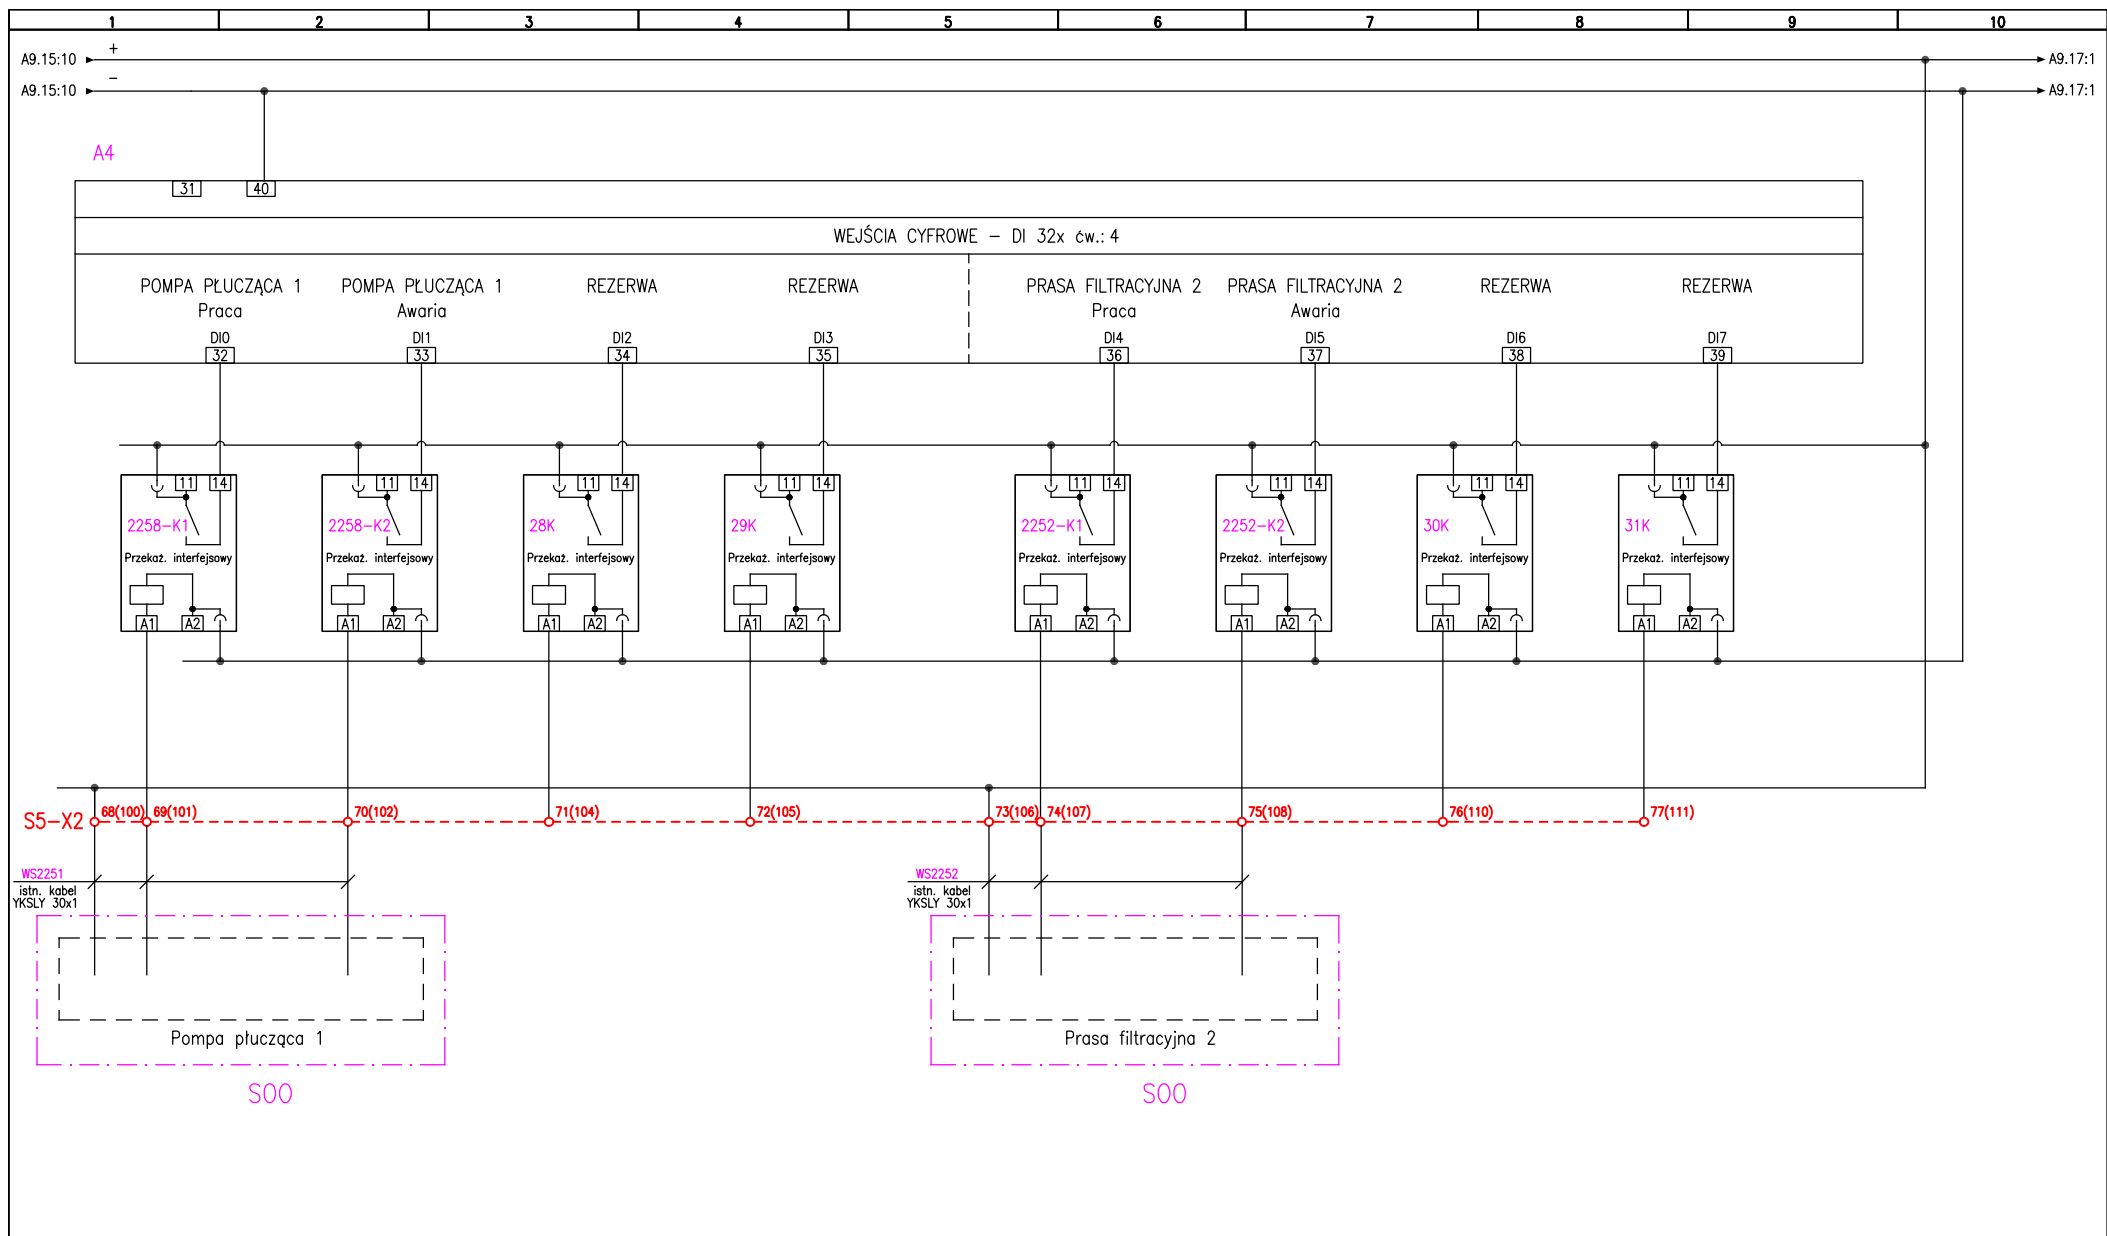 1 2 3 4 5 6 7 8 9 10
+
A9.15:10 A9.17:1
−
A9.15:10 A9.17:1
A4
31 40
WEJŚCIA CYFROWE − DI 32x ćw.: 4
POMPA PŁUCZĄCA 1 POMPA PŁUCZĄCA 1 REZERWA REZERWA PRASA FILTRACYJNA 2 PRASA FILTRACYJNA 2 REZERWA REZERWA
Praca Awaria Praca Awaria
DI0 DI1 DI2 DI3 DI4 DI5 DI6 DI7
32 33 34 35 36 37 38 39
11 14 11 14 11 14 11 14 11 14 11 14 11 14 11 14
2258−K1 2258−K2 28K 29K 2252−K1 2252−K2 30K 31K
Przekaź. interfejsowy Przekaź. interfejsowy Przekaź. interfejsowy Przekaź. interfejsowy Przekaź. interfejsowy Przekaź. interfejsowy Przekaź. interfejsowy Przekaź. interfejsowy
A1 A2 A1 A2 A1 A2 A1 A2 A1 A2 A1 A2 A1 A2 A1 A2
S5−X2 68(100) 69(101) 70(102) 71(104) 72(105) 73(106) 74(107) 75(108) 76(110) 77(111)
WS2251 WS2252
istn. kabel istn. kabel
YKSLY 30x1 YKSLY 30x1
Pompa płucząca 1 Prasa filtracyjna 2
S00 S00